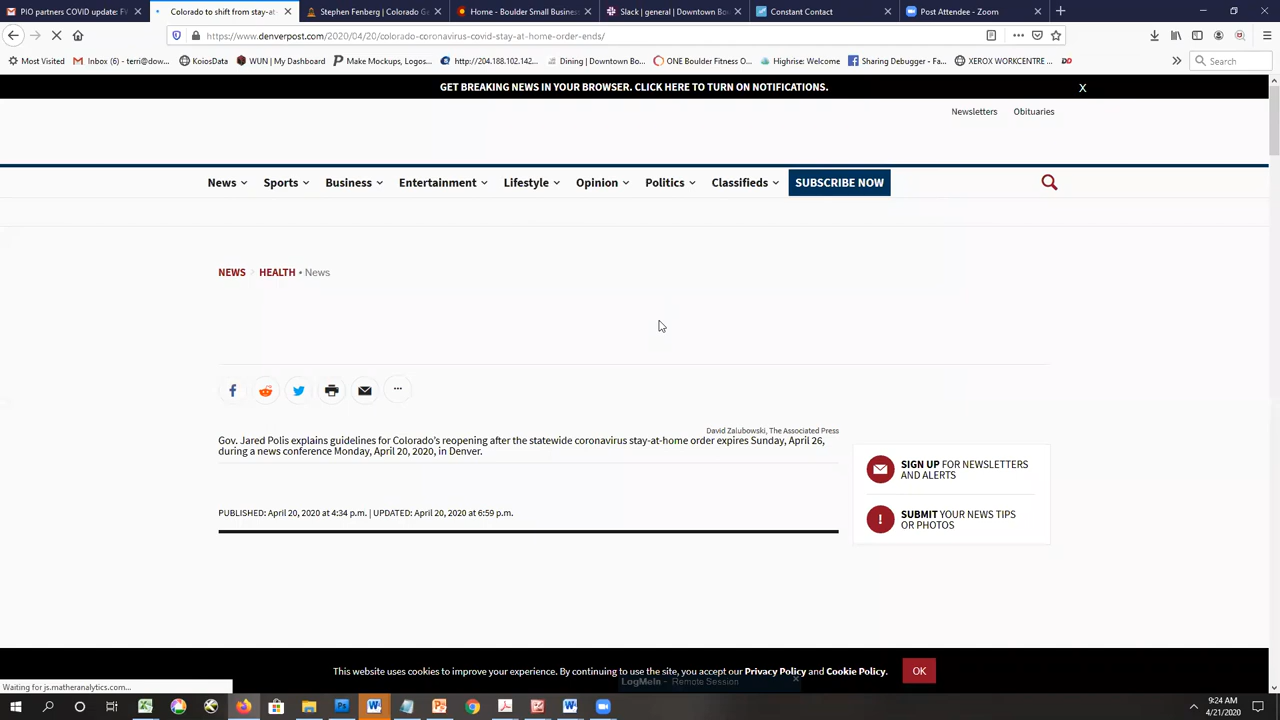 PIO partners COVID update: FV
Colorado to shift from stay-at
Stephen Fenberg | Colorado Ge
Home - Boulder Small Business
Slack | general | Downtown Bo
Constant Contact
Post Attendee - Zoom
https://www.denverpost.com/2020/04/20/colorado-coronavirus-covid-stay-at-home-order-ends/
Most Visited
Inbox (6) - terri@dow...
KoiosData
WUN | My Dashboard
Make Mockups, Logos...
http://204.188.102.142...
Dining | Downtown Bo...
ONE Boulder Fitness O...
Highrise: Welcome
Sharing Debugger - Fa...
XEROX WORKCENTRE ...
Search
GET BREAKING NEWS IN YOUR BROWSER. CLICK HERE TO TURN ON NOTIFICATIONS.
X
Newsletters Obituaries
News Sports Business Entertainment Lifestyle Opinion Politics Classifieds SUBSCRIBE NOW
NEWS HEALTH • News
David Zalubowski, The Associated Press
Gov. Jared Polis explains guidelines for Colorado's reopening after the statewide coronavirus stay-at-home order expires Sunday, April 26,
during a news conference Monday, April 20, 2020, in Denver.
SIGN UP FOR NEWSLETTERS
AND ALERTS
PUBLISHED: April 20, 2020 at 4:34 p.m. | UPDATED: April 20, 2020 at 6:59 p.m.
SUBMIT YOUR NEWS TIPS
OR PHOTOS
This website uses cookies to improve your experience. By continuing to use the site, you accept our Privacy Policy and Cookie Policy.
OK
LogMeIn - Remote Session
Waiting for js.matheranalytics.com...
9:24 AM
4/21/2020